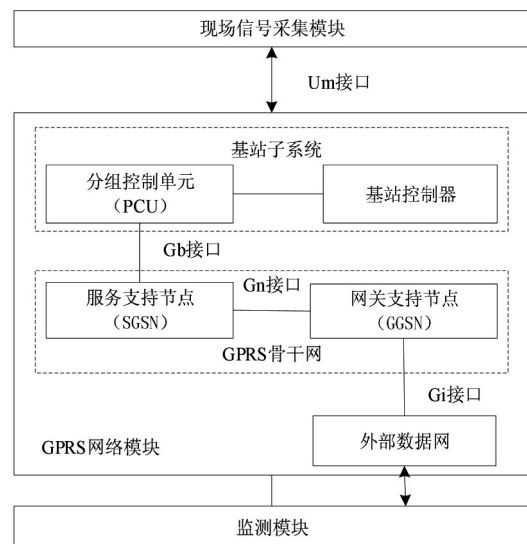 现场信号采集模块
Um接口
基站子系统
分组控制单元
（PCU）
基站控制器
Gb接口
Gn接口
服务支持节点
（SGSN）
网关支持节点
（GGSN）
GPRS骨干网
Gi接口
外部数据网
GPRS网络模块
监测模块